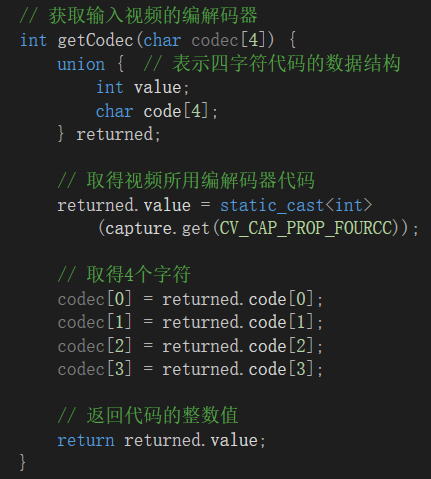 // 获取输入视频的编解码器
int getCodec(char codec[4]) {
    union {  // 表示四字符代码的数据结构
        int value;
        char code[4];
    } returned;

    // 取得视频所用编解码器代码
    returned.value = static_cast<int>
        (capture.get(CV_CAP_PROP_FOURCC));

    // 取得4个字符
    codec[0] = returned.code[0];
    codec[1] = returned.code[1];
    codec[2] = returned.code[2];
    codec[3] = returned.code[3];

    // 返回代码的整数值
    return returned.value;
}